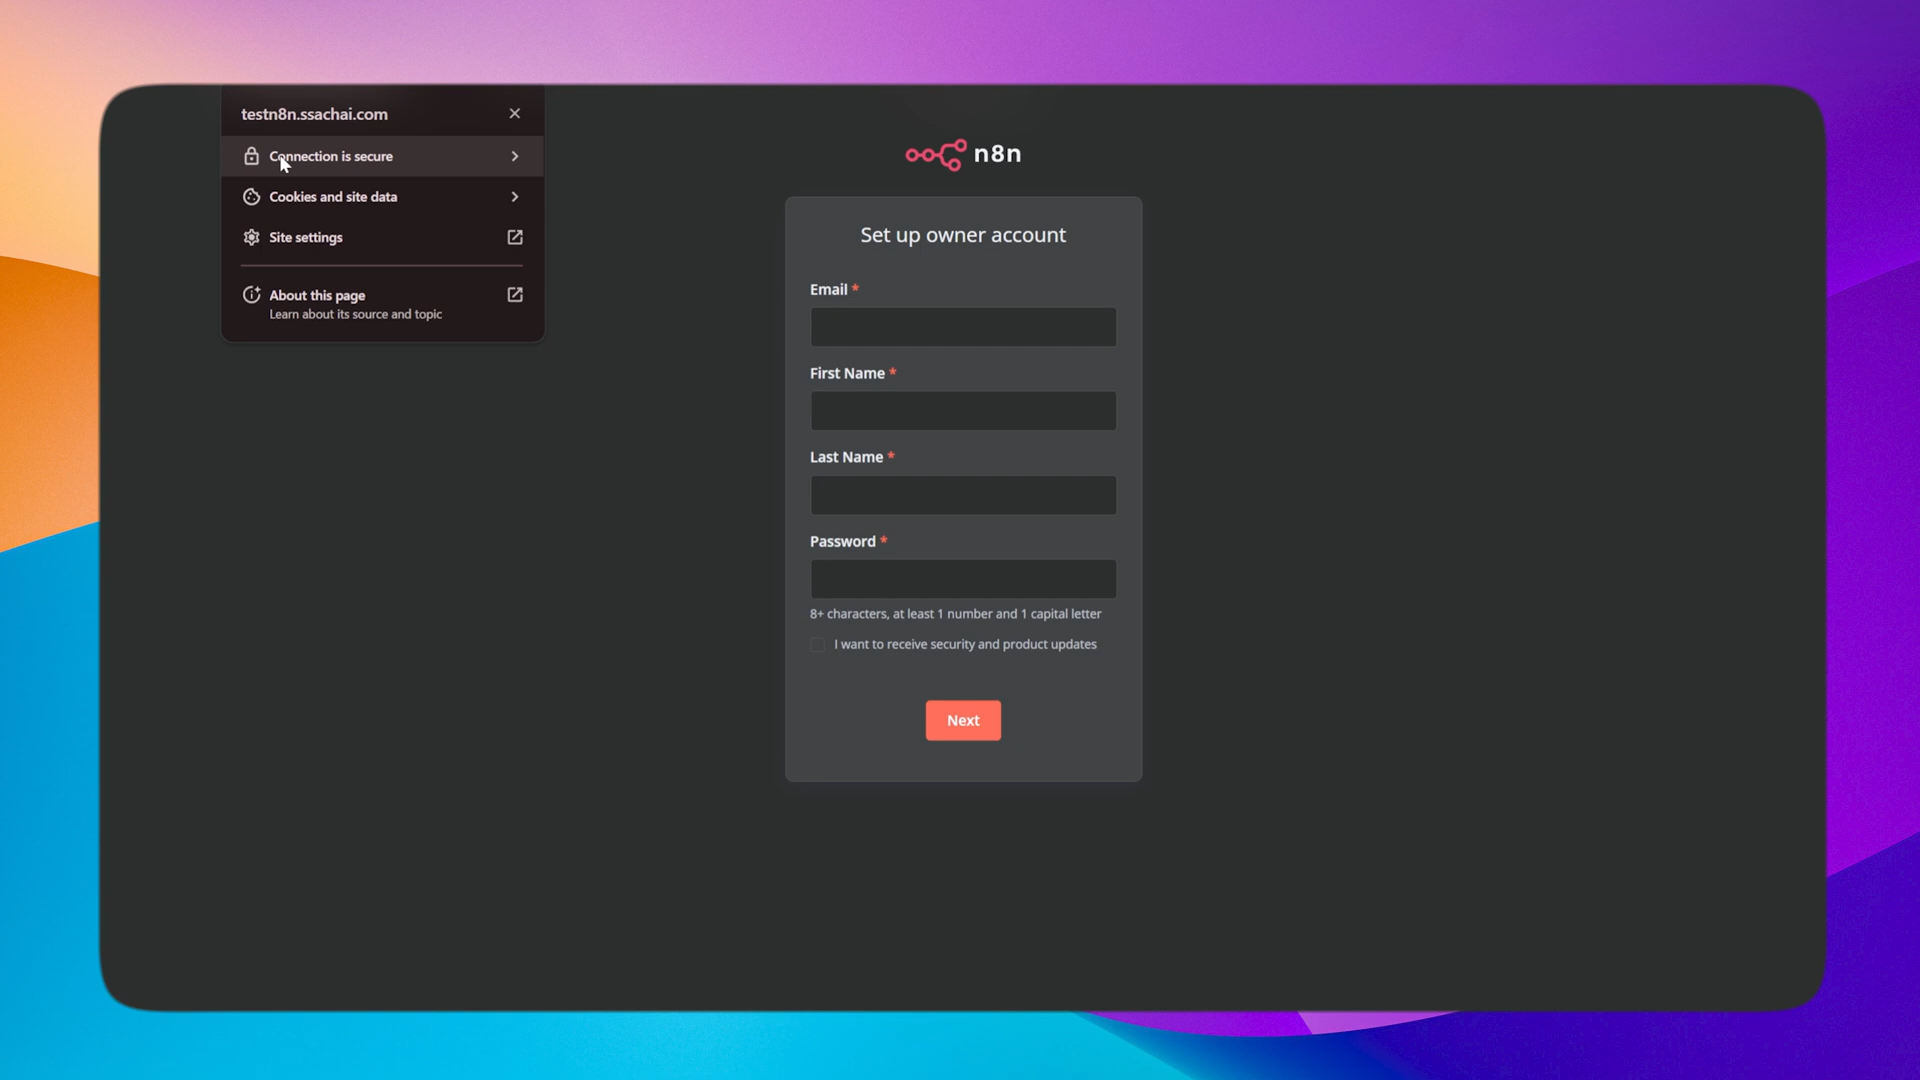 testn8n.ssachai.com
Connection is secure
Cookies and site data
Site settings
About this page
Learn about its source and topic
n8n
Set up owner account
Email *
First Name *
Last Name *
Password *
8+ characters, at least 1 number and 1 capital letter
I want to receive security and product updates
Next